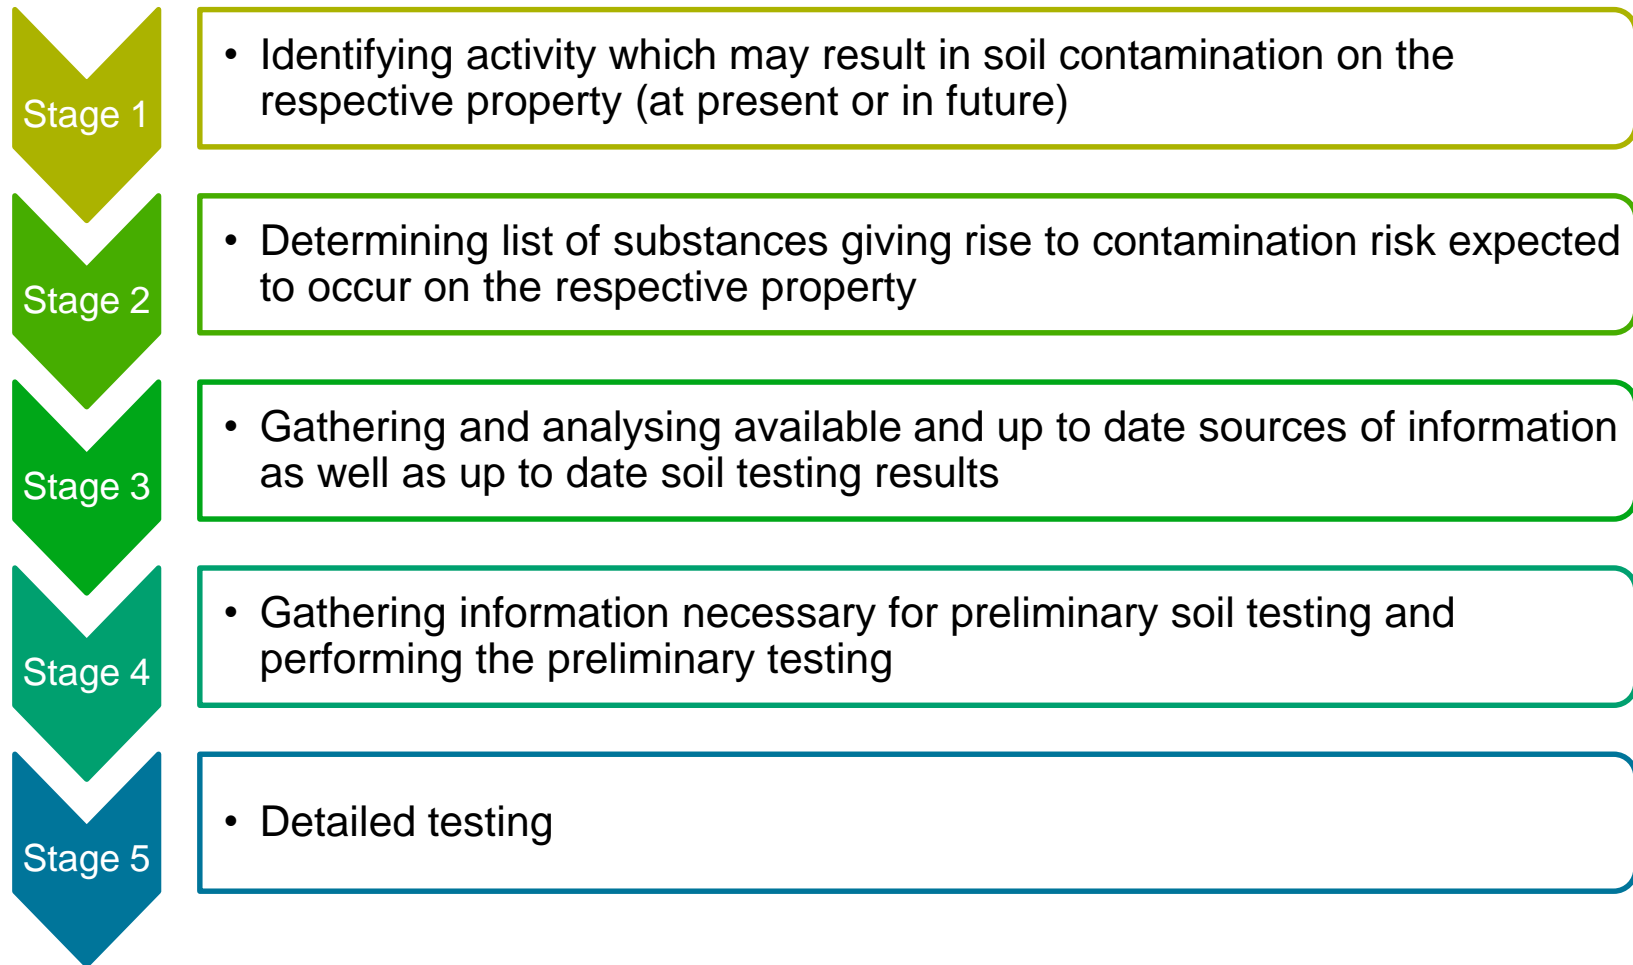 Stage 1
• Identifying activity which may result in soil contamination on the
respective property (at present or in future)
Stage 2
• Determining list of substances giving rise to contamination risk expected
to occur on the respective property
Stage 3
• Gathering and analysing available and up to date sources of information
as well as up to date soil testing results
Stage 4
• Gathering information necessary for preliminary soil testing and
performing the preliminary testing
Stage 5
• Detailed testing